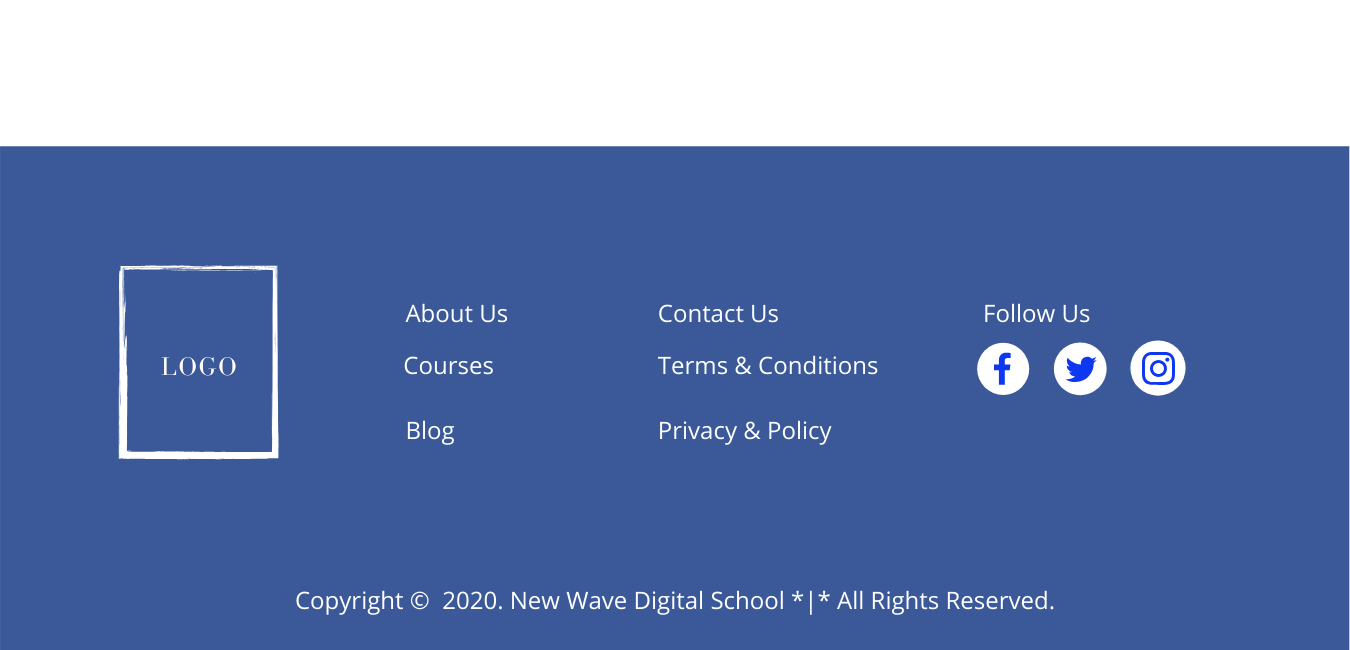 LOGO
About Us
Courses
Blog
Contact Us
Terms & Conditions
Privacy & Policy
Follow Us
Copyright ©  2020. New Wave Digital School *|* All Rights Reserved.